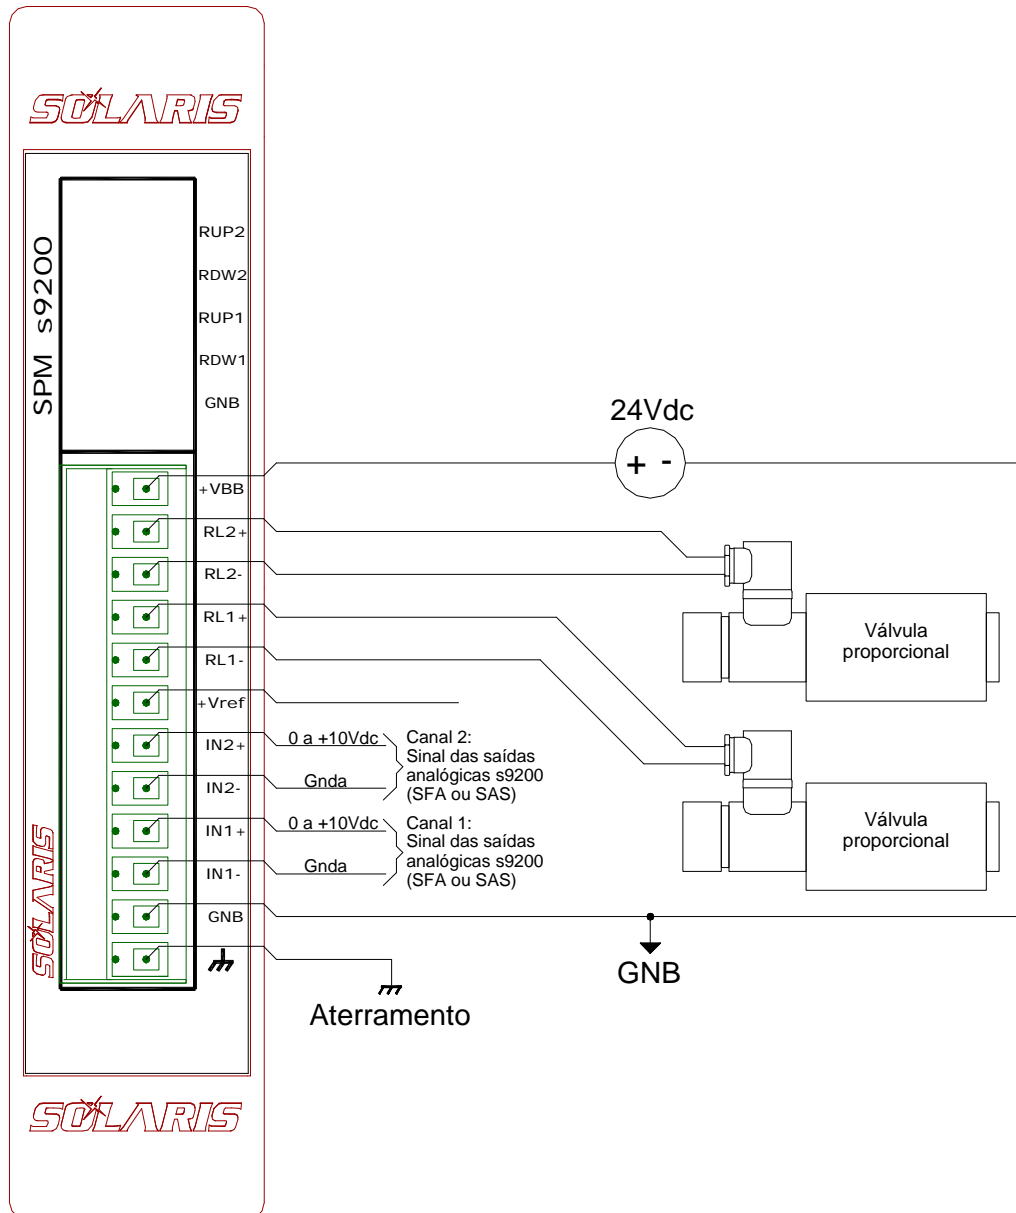 SOLARIS
SPM s9200
RUP2
RDW2
RUP1
RDW1
GNB
+VBB
RL2+
RL2-
RL1+
RL1-
+Vref
IN2+
IN2-
IN1+
IN1-
GNB
SOLARIS
SOLARIS
24Vdc
+ -
Válvula
proporcional
Válvula
proporcional
0 a +10Vdc
Gnda
Canal 2:
Sinal das saídas
analógicas s9200
(SFA ou SAS)
0 a +10Vdc
Gnda
Canal 1:
Sinal das saídas
analógicas s9200
(SFA ou SAS)
GNB
Aterramento